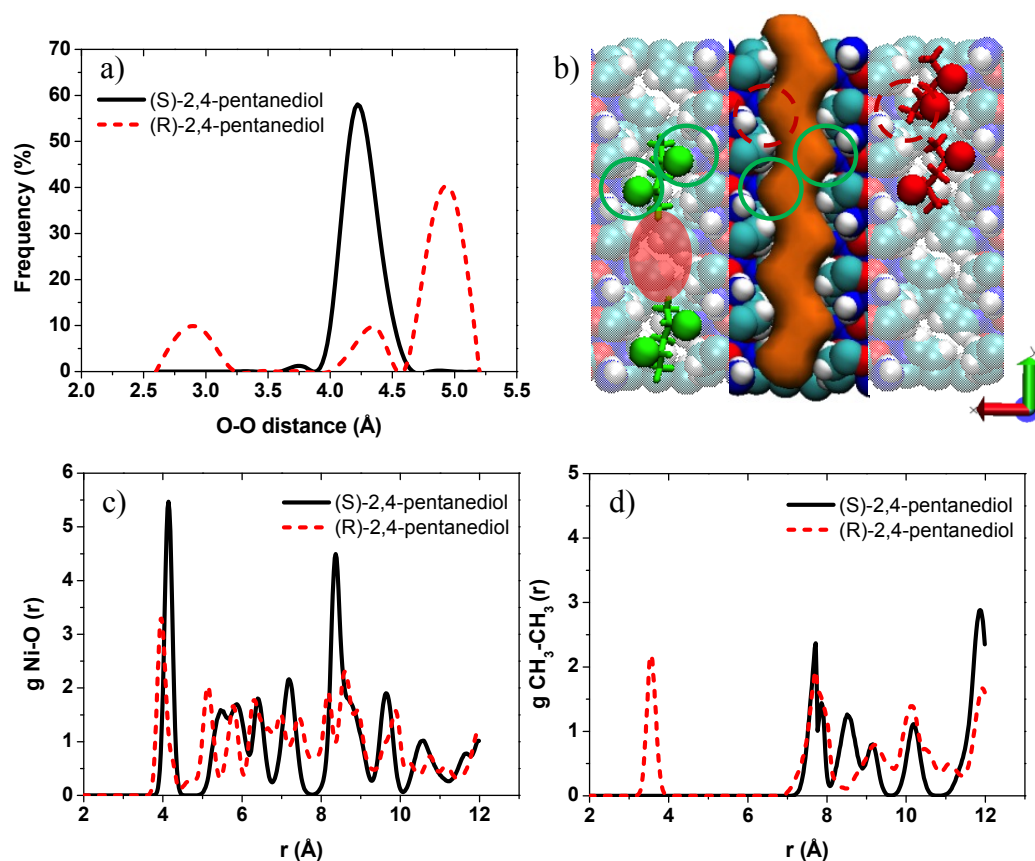 a)
Frequency (%)
70
60
50
40
30
20
10
0
(S)-2,4-pentanediol
(R)-2,4-pentanediol
2.0 2.5 3.0 3.5 4.0 4.5 5.0 5.5
O-O distance (Å)
b)
x
c)
g Ni-O (r)
6
5
4
3
2
1
0
(S)-2,4-pentanediol
(R)-2,4-pentanediol
2 4 6 8 10 12
r (Å)
d)
g CH3-CH3 (r)
5
4
3
2
1
0
(S)-2,4-pentanediol
(R)-2,4-pentanediol
2 4 6 8 10 12
r (Å)